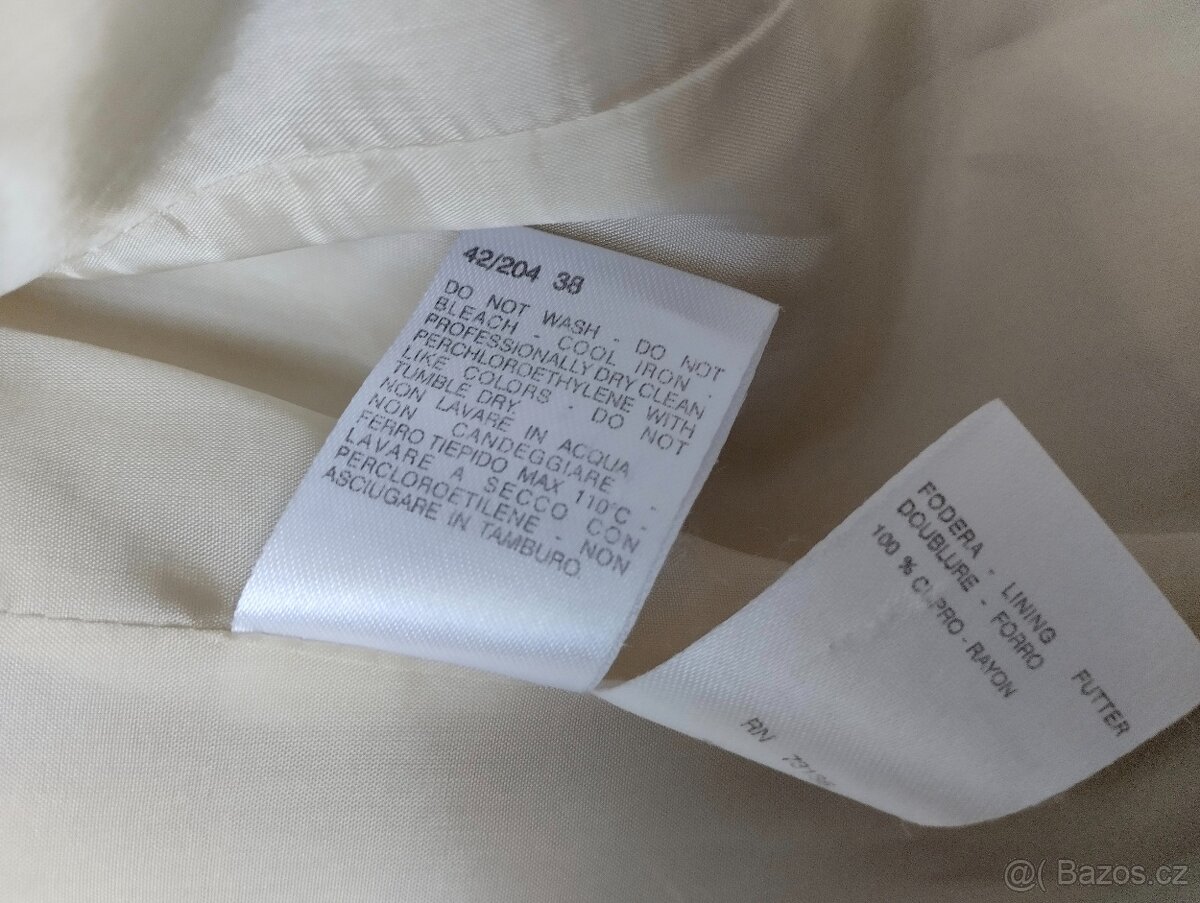 42/204 38
DO NOT WASH - DO NOT
BLEACH - COOL IRON -
PROFESSIONALLY DRY CLEAN
PERCHLOROETHYLENE WITH
LIKE COLORS - DO NOT
TUMBLE DRY.
NON LAVARE IN ACQUA
NON CANDEGGIARE
FERRO TIEPIDO MAX 110°C -
LAVARE A SECCO CON
PERCLOROETILENE - NON
ASCIUGARE IN TAMBURO
FODERA - LINING FUTTER
DOUBLURE - FORRO
100 % CUPRO - RAYON
RN
@( Bazos.cz